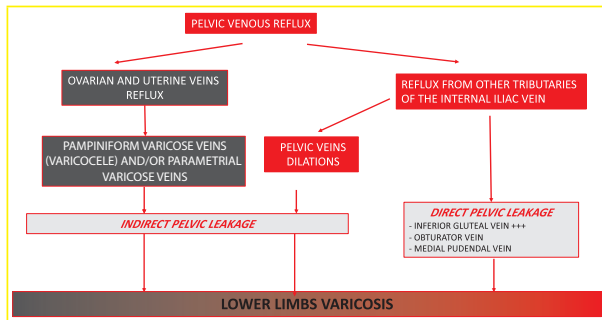 PELVIC VENOUS REFLUX
OVARIAN AND UTERINE VEINS
REFLUX
REFLUX FROM OTHER TRIBUTARIES
OF THE INTERNAL ILIAC VEIN
PAMPINIFORM VARICOSE VEINS
(VARICOCELE) AND/OR PARAMETRIAL
VARICOSE VEINS
PELVIC VEINS
DILATIONS
INDIRECT PELVIC LEAKAGE
DIRECT PELVIC LEAKAGE
- INFERIOR GLUTEAL VEIN +++
- OBTURATOR VEIN
- MEDIAL PUDENDAL VEIN
LOWER LIMBS VARICOSIS